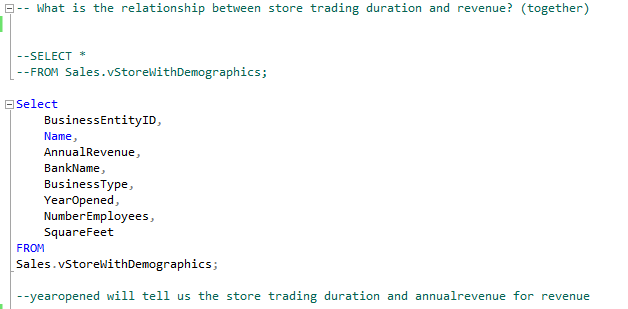 -- What is the relationship between store trading duration and revenue? (together)
--SELECT *
--FROM Sales.vStoreWithDemographics;
Select
BusinessEntityID,
Name,
AnnualRevenue,
BankName,
BusinessType,
YearOpened,
NumberEmployees,
SquareFeet
FROM
Sales.vStoreWithDemographics;
--yearopened will tell us the store trading duration and annualrevenue for revenue